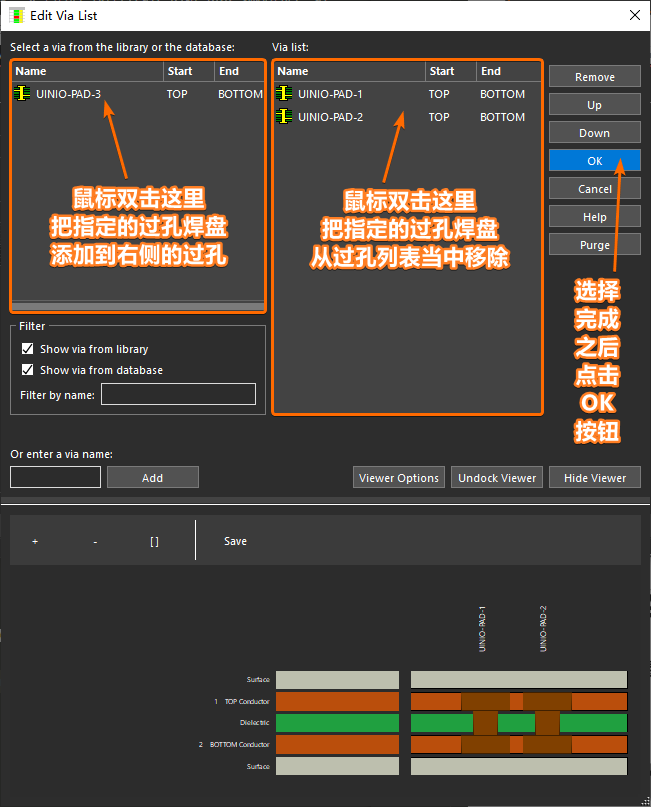 Edit Via List
Select a via from the library or the database:
Name Start End
UINIO-PAD-3 TOP BOTTOM
鼠标双击这里
把指定的过孔焊盘
添加到右侧的过孔
Via list:
Name Start End
UINIO-PAD-1 TOP BOTTOM
UINIO-PAD-2 TOP BOTTOM
鼠标双击这里
把指定的过孔焊盘
从过孔列表当中移除
Remove
Up
Down
OK
Cancel
Help
Purge
选择
完成
之后
点击
OK
按钮
Filter
Show via from library
Show via from database
Filter by name:
Or enter a via name:
Add
Viewer Options
Undock Viewer
Hide Viewer
+ - [ ] Save
UINIO-PAD-1
UINIO-PAD-2
Surface
1 TOP Conductor
Dielectric
2 BOTTOM Conductor
Surface